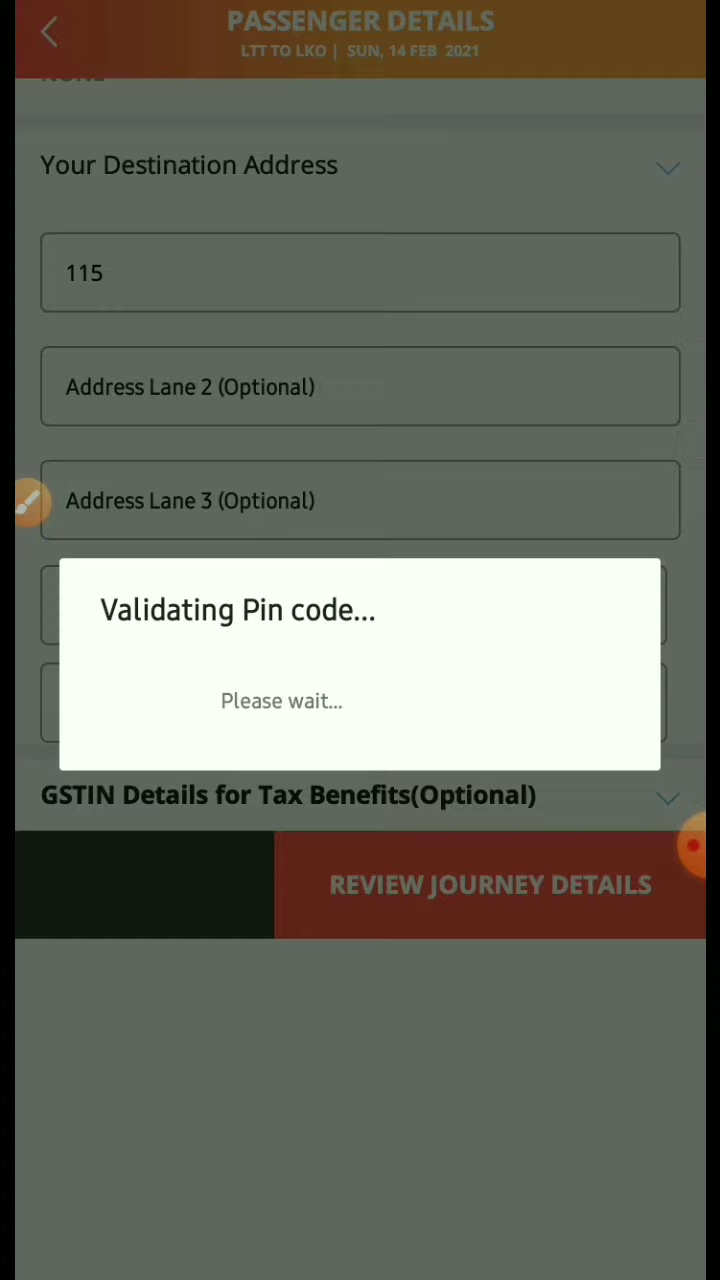 PASSENGER DETAILS
LTT TO LKO | SUN, 14 FEB 2021
NONE
Your Destination Address
115
Address Lane 2 (Optional)
Address Lane 3 (Optional)
Validating Pin code...
Please wait...
GSTIN Details for Tax Benefits(Optional)
REVIEW JOURNEY DETAILS